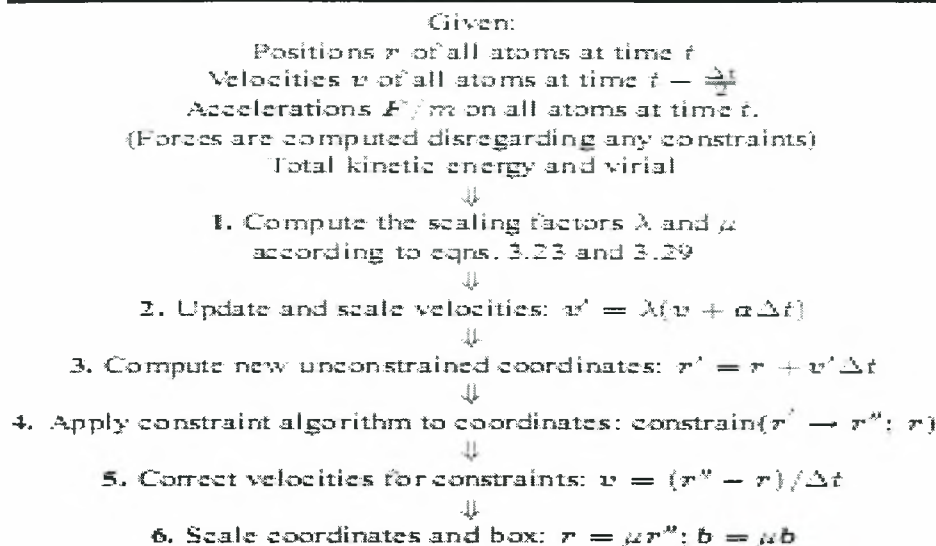 Given:
Positions r of all atoms at time t
Velocities v of all atoms at time t − Δt/2
Accelerations F/m on all atoms at time t.
(Forces are computed disregarding any constraints)
Total kinetic energy and virial
⇓
1. Compute the scaling factors λ and μ
according to eqns. 3.23 and 3.29
⇓
2. Update and scale velocities: v' = λ(v + aΔt)
⇓
3. Compute new unconstrained coordinates: r' = r + v'Δt
⇓
4. Apply constraint algorithm to coordinates: constrain(r' → r''; r)
⇓
5. Correct velocities for constraints: v = (r'' − r)/Δt
⇓
6. Scale coordinates and box: r = μr''; b = μb